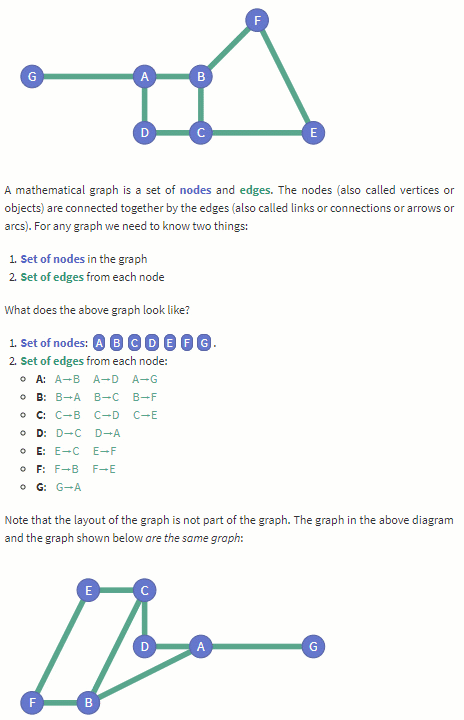 F
G
A
B
D
C
E
A mathematical graph is a set of nodes and edges. The nodes (also called vertices or
objects) are connected together by the edges (also called links or connections or arrows or
arcs). For any graph we need to know two things:
1. Set of nodes in the graph
2. Set of edges from each node
What does the above graph look like?
1. Set of nodes: A B C D E F G .
2. Set of edges from each node:
A: A→B A→D A→G
B: B→A B→C B→F
C: C→B C→D C→E
D: D→C D→A
E: E→C E→F
F: F→B F→E
G: G→A
Note that the layout of the graph is not part of the graph. The graph in the above diagram
and the graph shown below are the same graph:
E
C
D
A
G
F
B